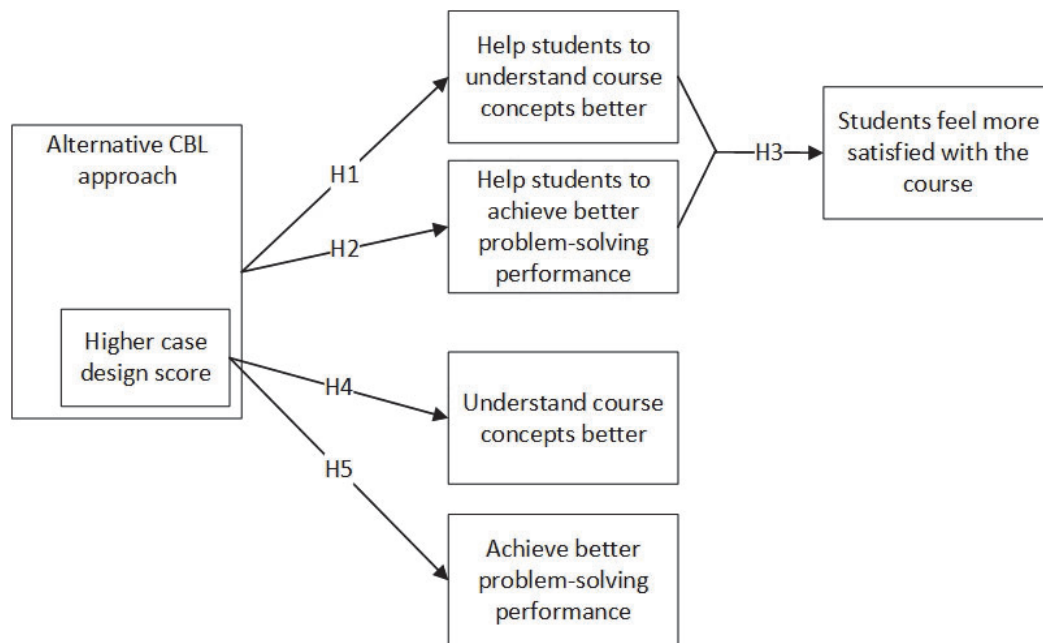 Help students to
understand course
concepts better
Alternative CBL
approach
Students feel more
satisfied with the
course
H1
H3
Help students to
achieve better
problem-solving
performance
H2
Higher case
design score
H4
Understand course
concepts better
H5
Achieve better
problem-solving
performance